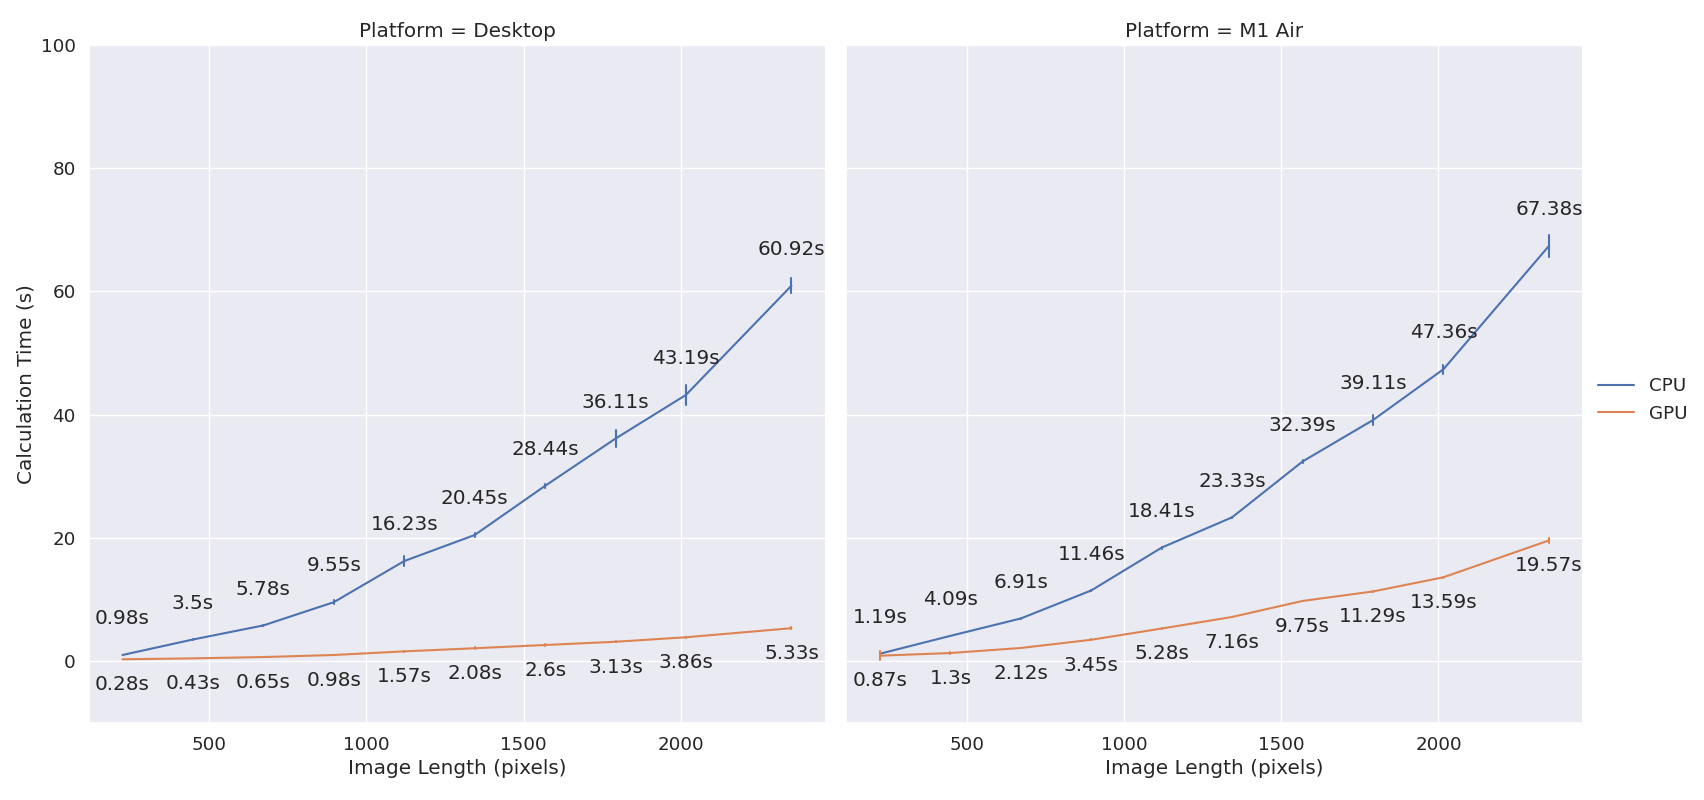 Platform = Desktop
Platform = M1 Air
Calculation Time (s)
100
80
60
40
20
0
60.92s
43.19s
36.11s
28.44s
20.45s
16.23s
9.55s
5.78s
3.5s
0.98s
0.28s
0.43s
0.65s
0.98s
1.57s
2.08s
2.6s
3.13s
3.86s
5.33s
500
1000
1500
2000
Image Length (pixels)
67.38s
47.36s
39.11s
32.39s
23.33s
18.41s
11.46s
6.91s
4.09s
1.19s
0.87s
1.3s
2.12s
3.45s
5.28s
7.16s
9.75s
11.29s
13.59s
19.57s
500
1000
1500
2000
Image Length (pixels)
CPU
GPU